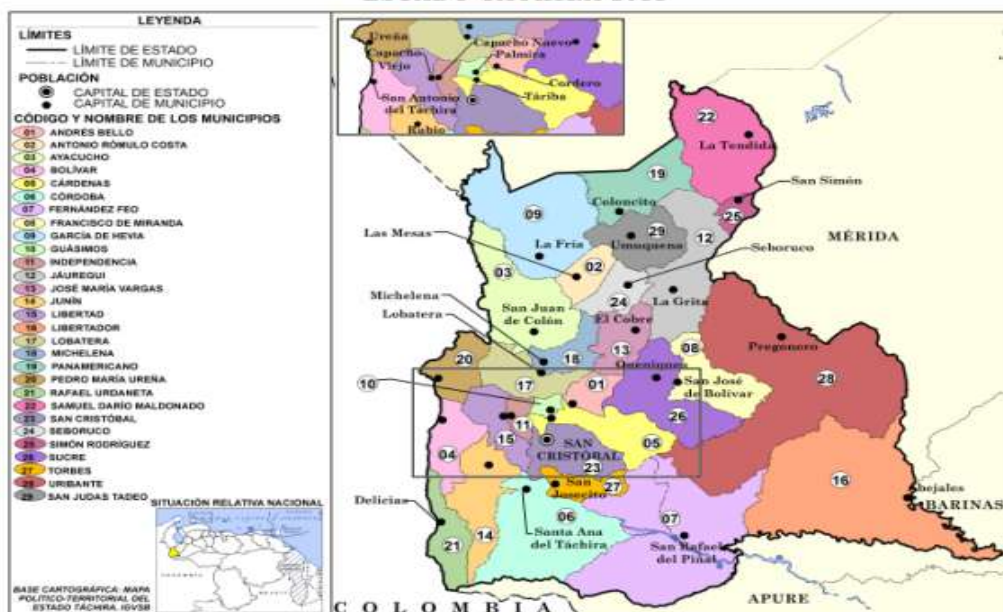 LEYENDA
LÍMITES
LÍMITE DE ESTADO
LÍMITE DE MUNICIPIO
POBLACIÓN
CAPITAL DE ESTADO
CAPITAL DE MUNICIPIO
CÓDIGO Y NOMBRE DE LOS MUNICIPIOS
01 ANDRÉS BELLO
02 ANTONIO RÓMULO COSTA
03 AYACUCHO
04 BOLÍVAR
05 CÁRDENAS
06 CÓRDOBA
07 FERNÁNDEZ FEO
08 FRANCISCO DE MIRANDA
09 GARCÍA DE HEVIA
10 GUÁSIMOS
11 INDEPENDENCIA
12 JÁUREQUI
13 JOSÉ MARÍA VARGAS
14 JUNÍN
15 LIBERTAD
16 LIBERTADOR
17 LOBATERA
18 MICHELENA
19 PANAMERICANO
20 PEDRO MARÍA UREÑA
21 RAFAEL URDANETA
22 SAMUEL DARÍO MALDONADO
23 SAN CRISTÓBAL
24 SEBORUCO
25 SIMÓN RODRÍGUEZ
26 SUCRE
27 TORBES
28 URIBANTE
29 SAN JUDAS TADEO
SITUACIÓN RELATIVA NACIONAL
BASE CARTOGRÁFICA: MAPA
POLÍTICO-TERRITORIAL DEL
ESTADO TÁCHIRA. IGVSB
Ureña
Capacho
Viejo
Capacho Nuevo
Palmira
Cordero
Táriba
San Antonio
del Táchira
Rubio
22
La Tendida
San Simón
19
Coloncito
25
09
29
12
Umuquena
Seboruco
MÉRIDA
Las Mesas
La Fría
02
03
24
La Grita
Michelena
Lobatera
San Juan
de Colón
El Cobre
Pregonero
20
18
13
08
Queniquea
10
17
01
San José
de Bolívar
28
26
11
15
04
SAN
CRISTÓBAL
05
23
16
San
Josecito
27
Delicias
06
07
bejales
BARINAS
21
14
Santa Ana
del Táchira
San Rafael
del Piñal
COLOMBIA
APURE